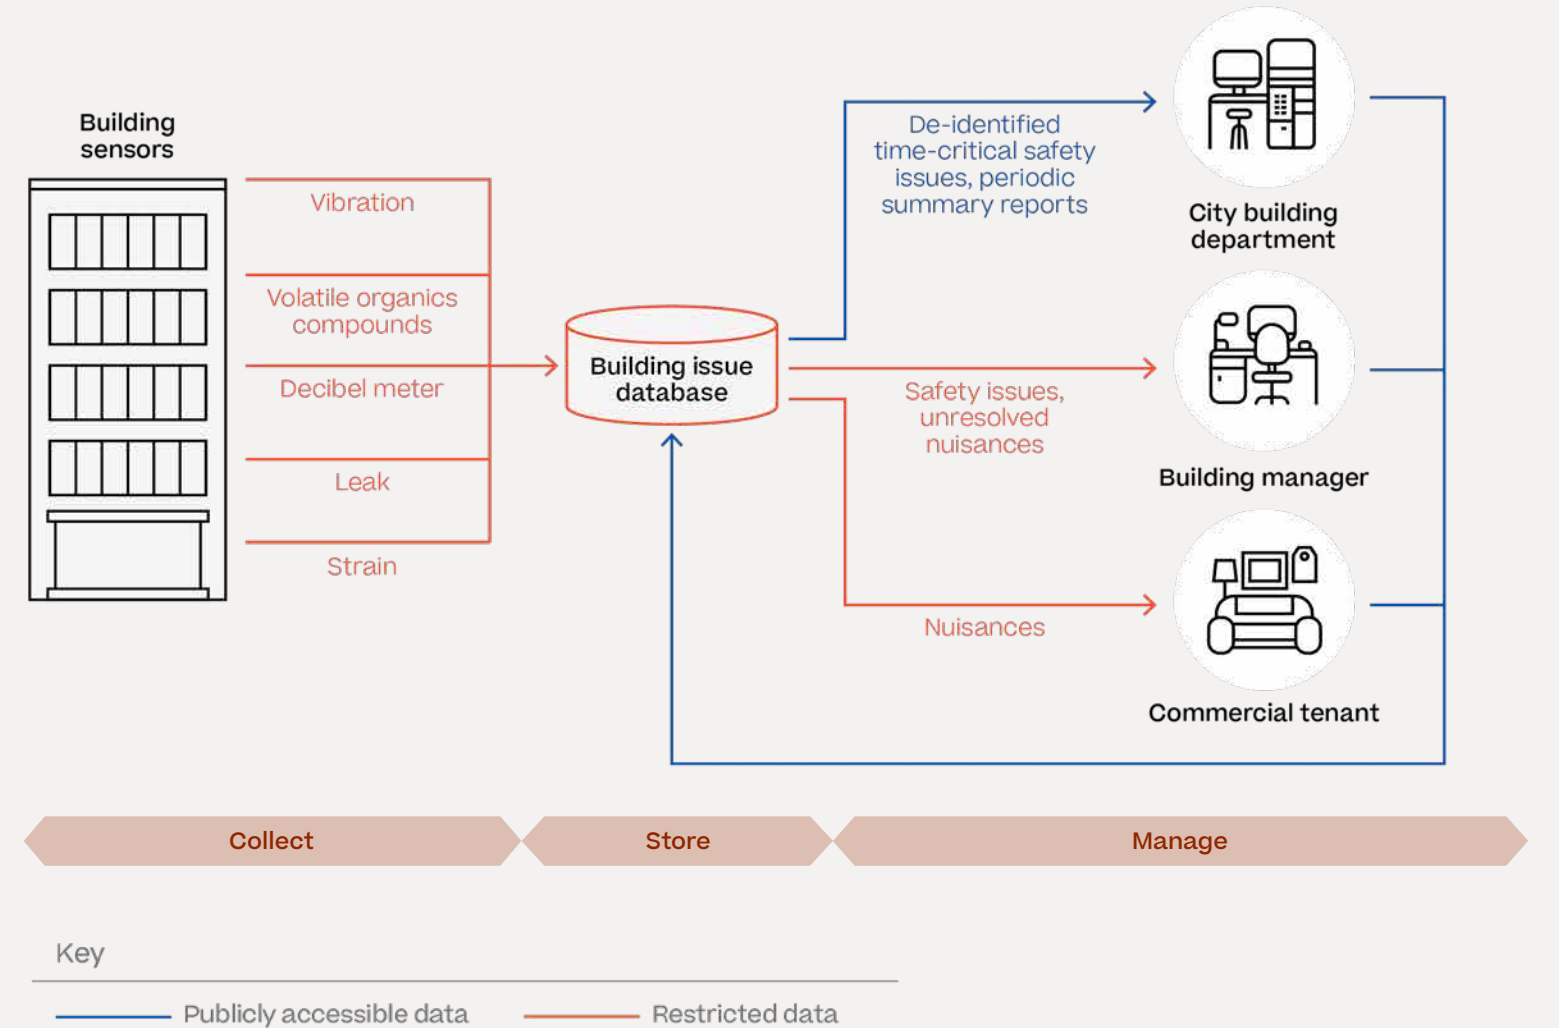 Building
sensors
Vibration
Volatile organics
compounds
Decibel meter
Leak
Strain
Building issue
database
De-identified
time-critical safety
issues, periodic
summary reports
Safety issues,
unresolved
nuisances
Nuisances
City building
department
Building manager
Commercial tenant
Collect
Store
Manage
Key
Publicly accessible data
Restricted data